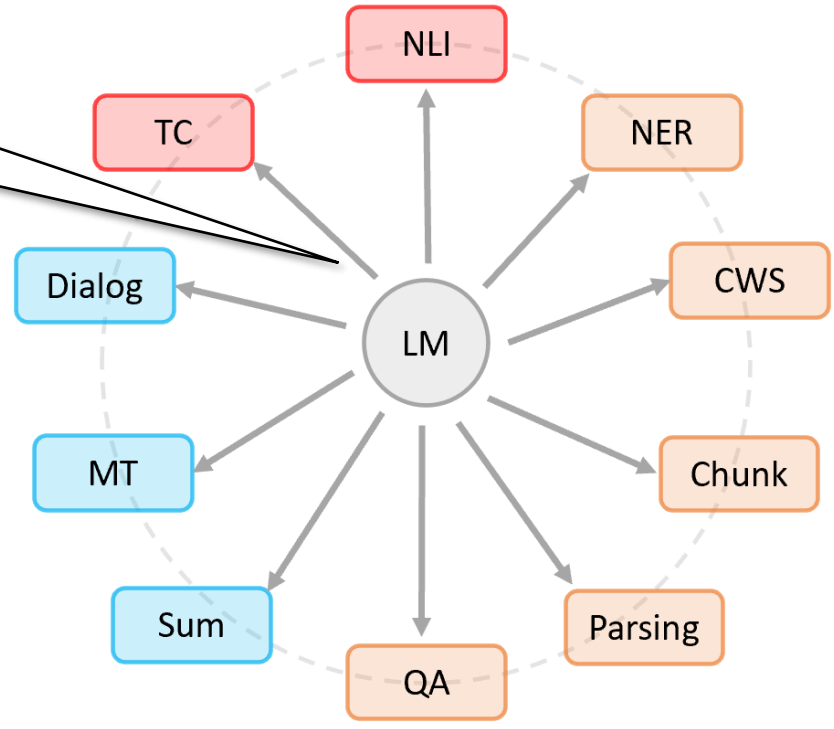 NLI
TC
NER
Dialog
CWS
LM
MT
Chunk
Sum
Parsing
QA